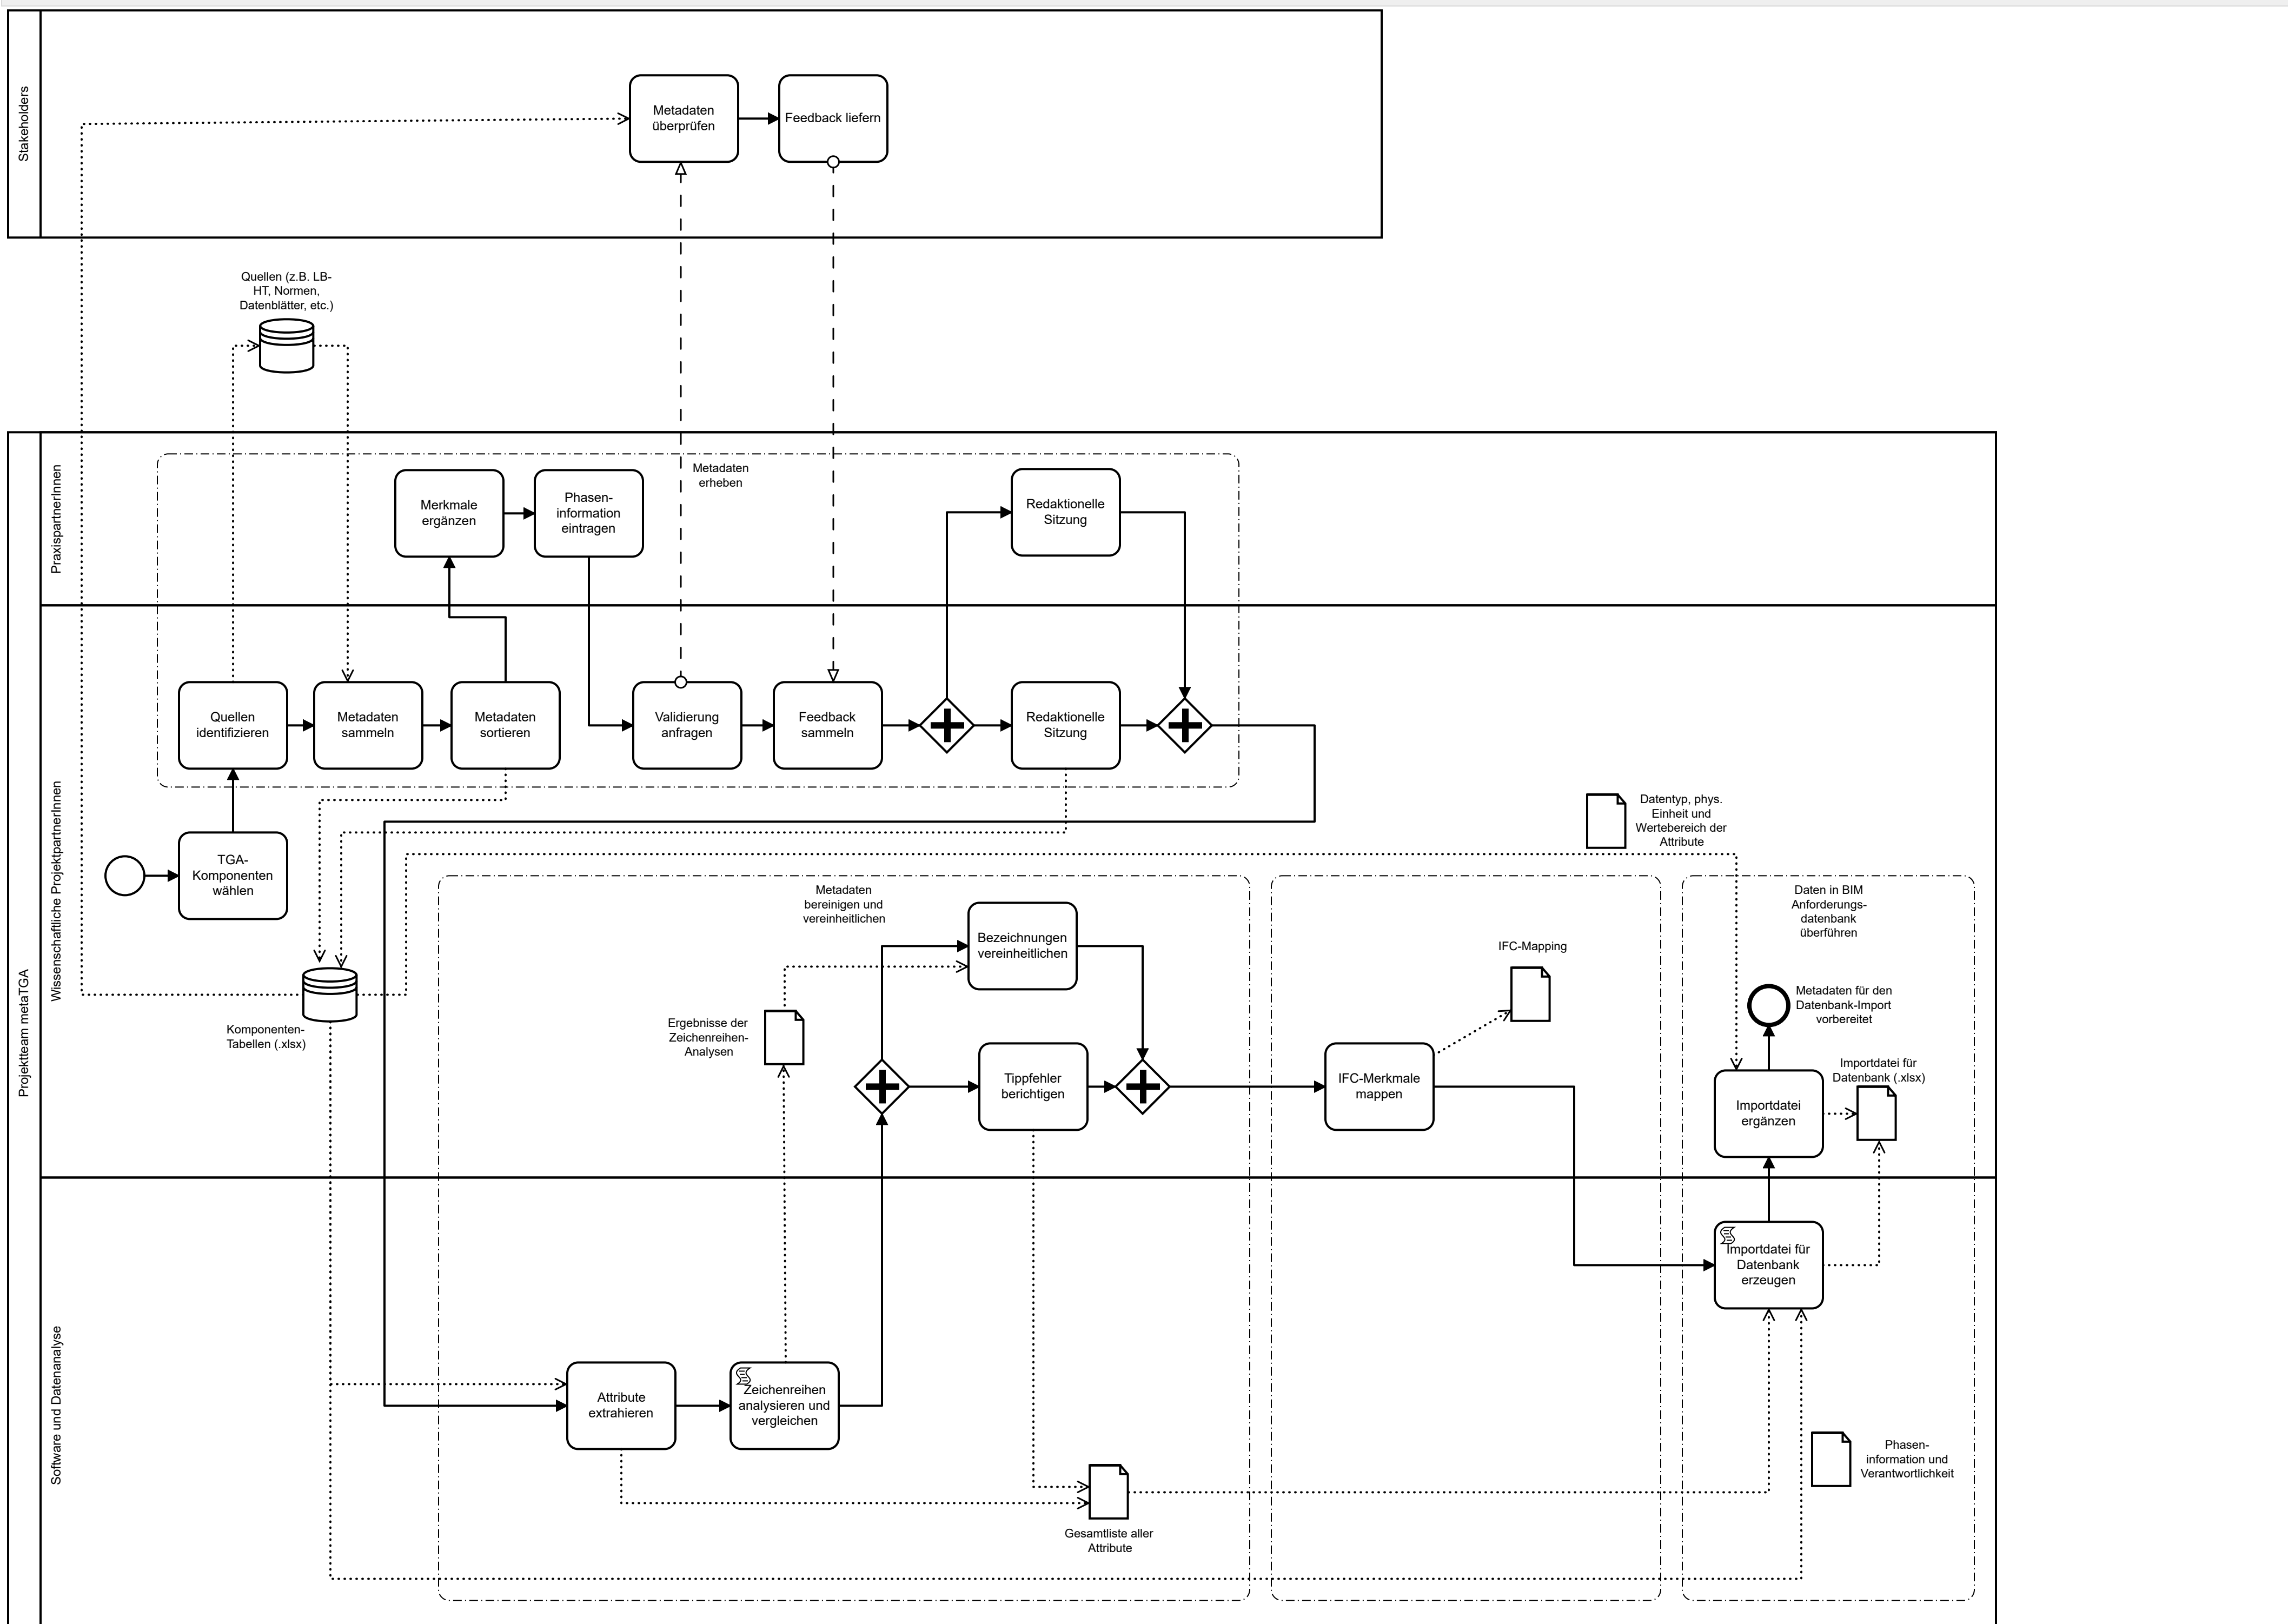 Stakeholders
Metadaten
überprüfen
Feedback liefern
Quellen (z.B. LB-
HT, Normen,
Datenblätter, etc.)
Projektteam metaTGA
PraxispartnerInnen
Metadaten
erheben
Merkmale
ergänzen
Phasen-
information
eintragen
Redaktionelle
Sitzung
Wissenschaftliche ProjektpartnerInnen
Quellen
identifizieren
Metadaten
sammeln
Metadaten
sortieren
Validierung
anfragen
Feedback
sammeln
Redaktionelle
Sitzung
TGA-
Komponenten
wählen
Datentyp, phys.
Einheit und
Wertebereich der
Attribute
Komponenten-
Tabellen (.xlsx)
Metadaten
bereinigen und
vereinheitlichen
Bezeichnungen
vereinheitlichen
Ergebnisse der
Zeichenreihen-
Analysen
Tippfehler
berichtigen
IFC-Mapping
IFC-Merkmale
mappen
Daten in BIM
Anforderungs-
datenbank
überführen
Metadaten für den
Datenbank-Import
vorbereitet
Importdatei für
Datenbank (.xlsx)
Importdatei
ergänzen
Software und Datenanalyse
Importdatei für
Datenbank
erzeugen
Attribute
extrahieren
Zeichenreihen
analysieren und
vergleichen
Phasen-
information und
Verantwortlichkeit
Gesamtliste aller
Attribute